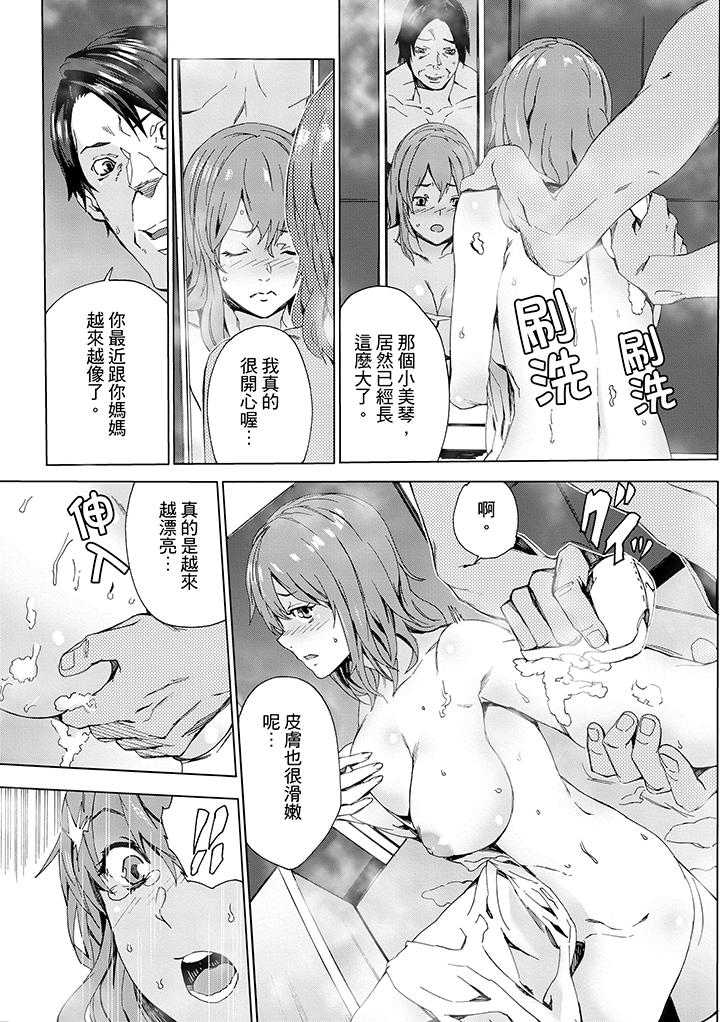 那個小美琴，
居然已經長
這麼大了。
刷洗
刷洗
我真的
很開心喔…
你最近跟你媽媽
越來越像了。
啊。
グイッ
皮膚也很滑嫩
呢…
真的是越來
越漂亮…
伸入
!!